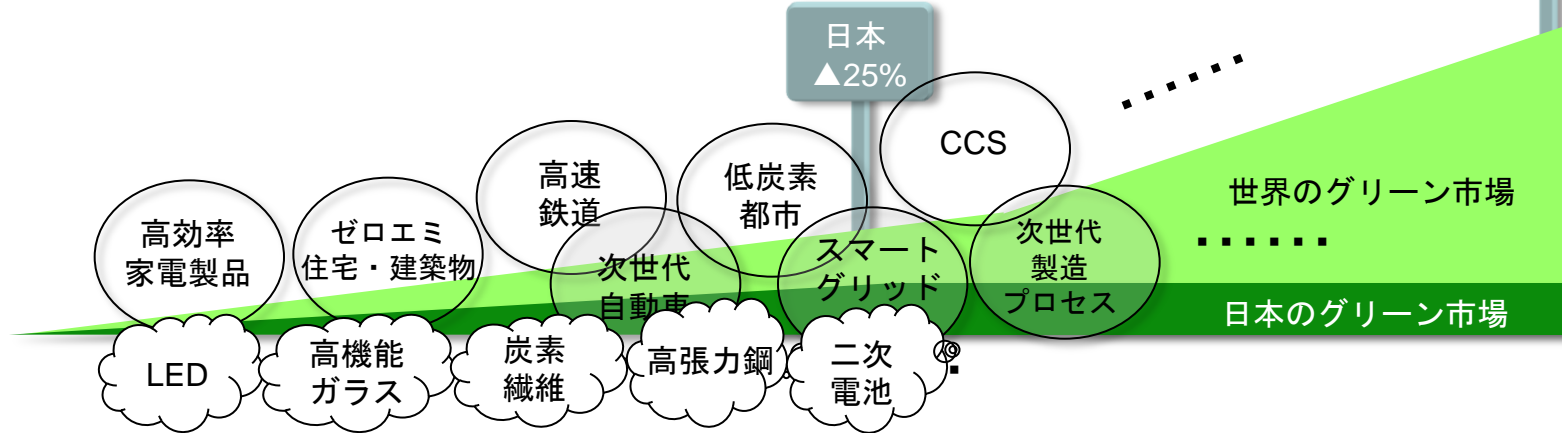 日本
▲25%
CCS
高速
鉄道
低炭素
都市
世界のグリーン市場
高効率
家電製品
ゼロエミ
住宅・建築物
次世代
自動車
スマート
グリッド
次世代
製造
プロセス
日本のグリーン市場
LED
高機能
ガラス
炭素
繊維
高張力鋼
二次
電池